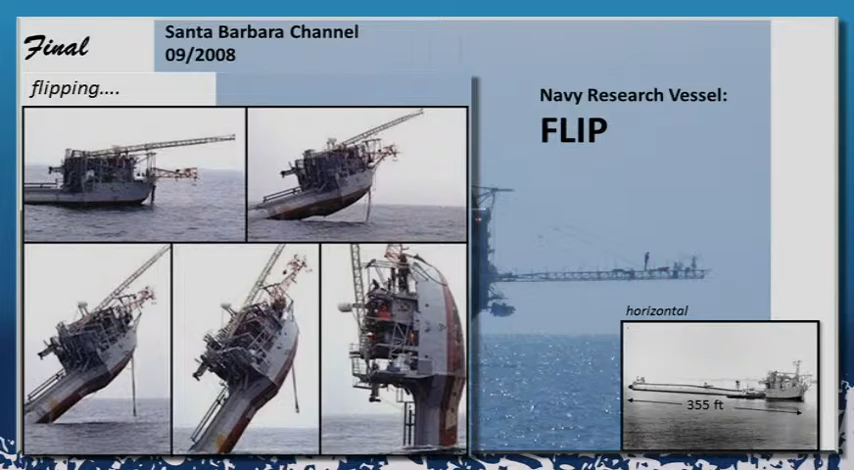 Final
Santa Barbara Channel
09/2008
flipping....
Navy Research Vessel:
FLIP
horizontal
355 ft